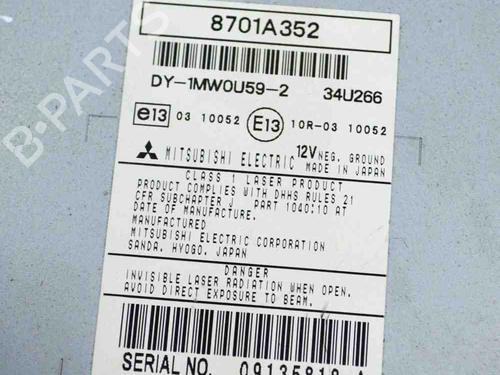 8701A352
DY-1MW0U59-2 34U266
e13 03 10052 E13 10R-03 10052
MITSUBISHI ELECTRIC 12V NEG. GROUND
MADE IN JAPAN
CLASS 1 LASER PRODUCT
PRODUCT COMPLIES WITH DHHS RULES 21
CFR SUBCHAPTER J PART 1040:10 AT
DATE OF MANUFACTURE.
MANUFACTURED
MITSUBISHI ELECTRIC CORPORATION
SANDA, HYOGO, JAPAN
DANGER
INVISIBLE LASER RADIATION WHEN OPEN.
AVOID DIRECT EXPOSURE TO BEAM.
SERIAL NO.
B-PARTS